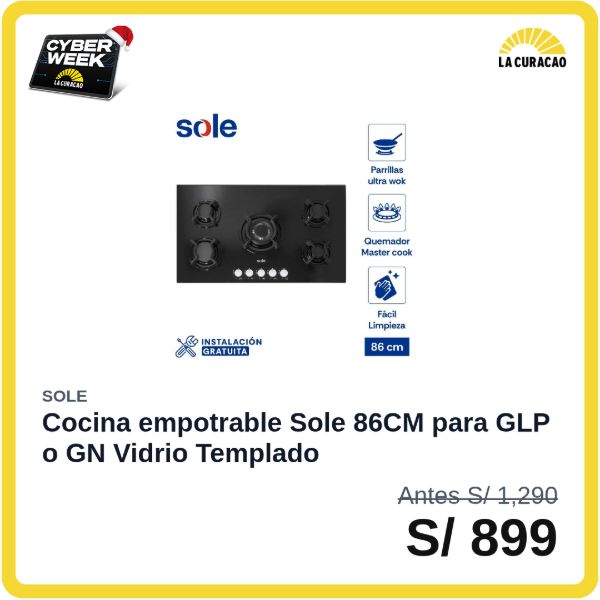 CYBER
WEEK
LA CURACAO
LA CURACAO
sole
Parrillas
ultra wok
Quemador
Master cook
Fácil
Limpieza
86 cm
sole
INSTALACIÓN
GRATUITA
SOLE
Cocina empotrable Sole 86CM para GLP
o GN Vidrio Templado
Antes S/ 1,290
S/ 899